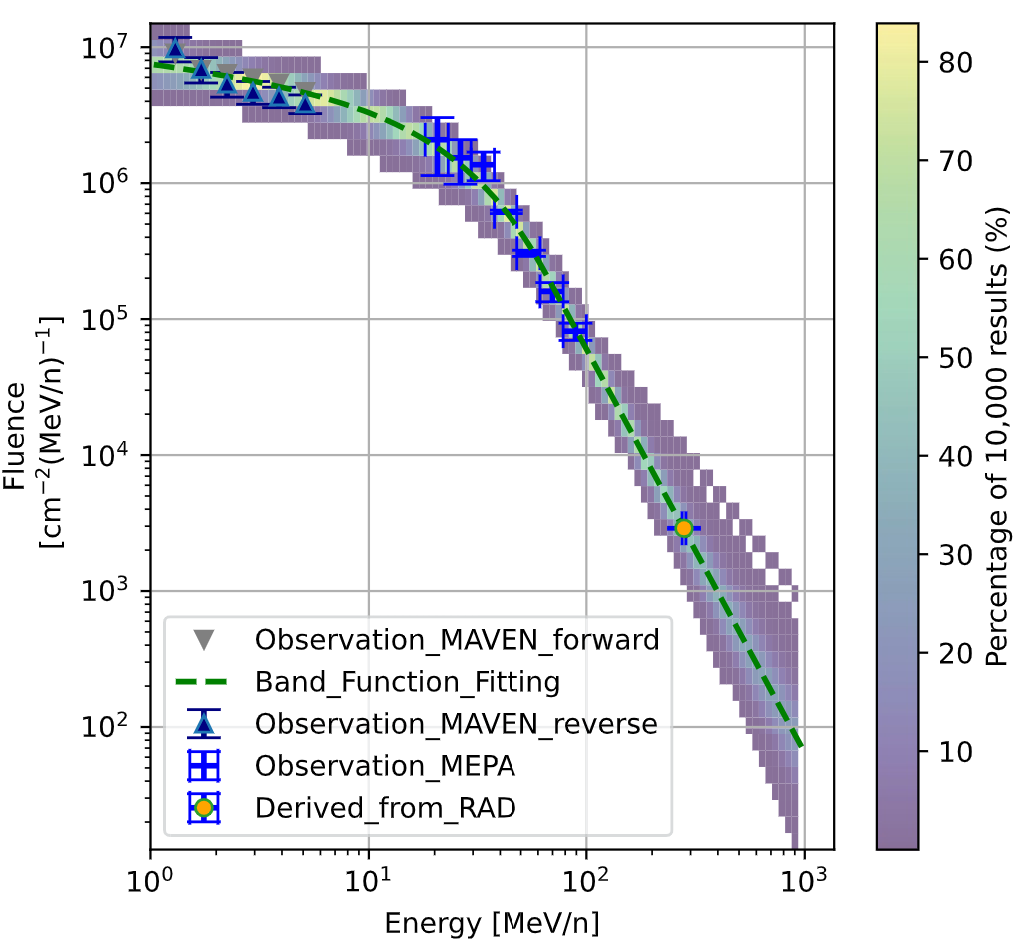 Fluence
[cm⁻²(MeV/n)⁻¹]
10⁷
10⁶
10⁵
10⁴
10³
10²
10⁰
10¹
10²
10³
Energy [MeV/n]
Observation_MAVEN_forward
Band_Function_Fitting
Observation_MAVEN_reverse
Observation_MEPA
Derived_from_RAD
80
70
60
50
40
30
20
10
Percentage of 10,000 results (%)